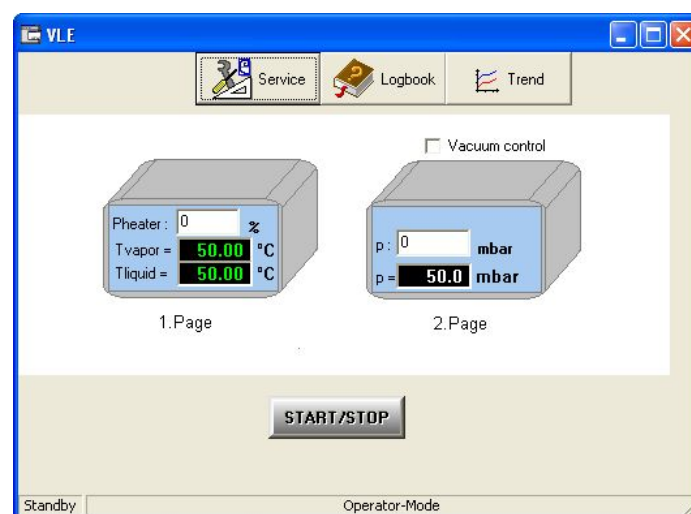 VLE
Service Logbook Trend
Vacuum control
Pheater : 0 %
Tvapor = 50.00 °C
Tliquid = 50.00 °C
1.Page
p : 0 mbar
p = 50.0 mbar
2.Page
START/STOP
Standby Operator-Mode